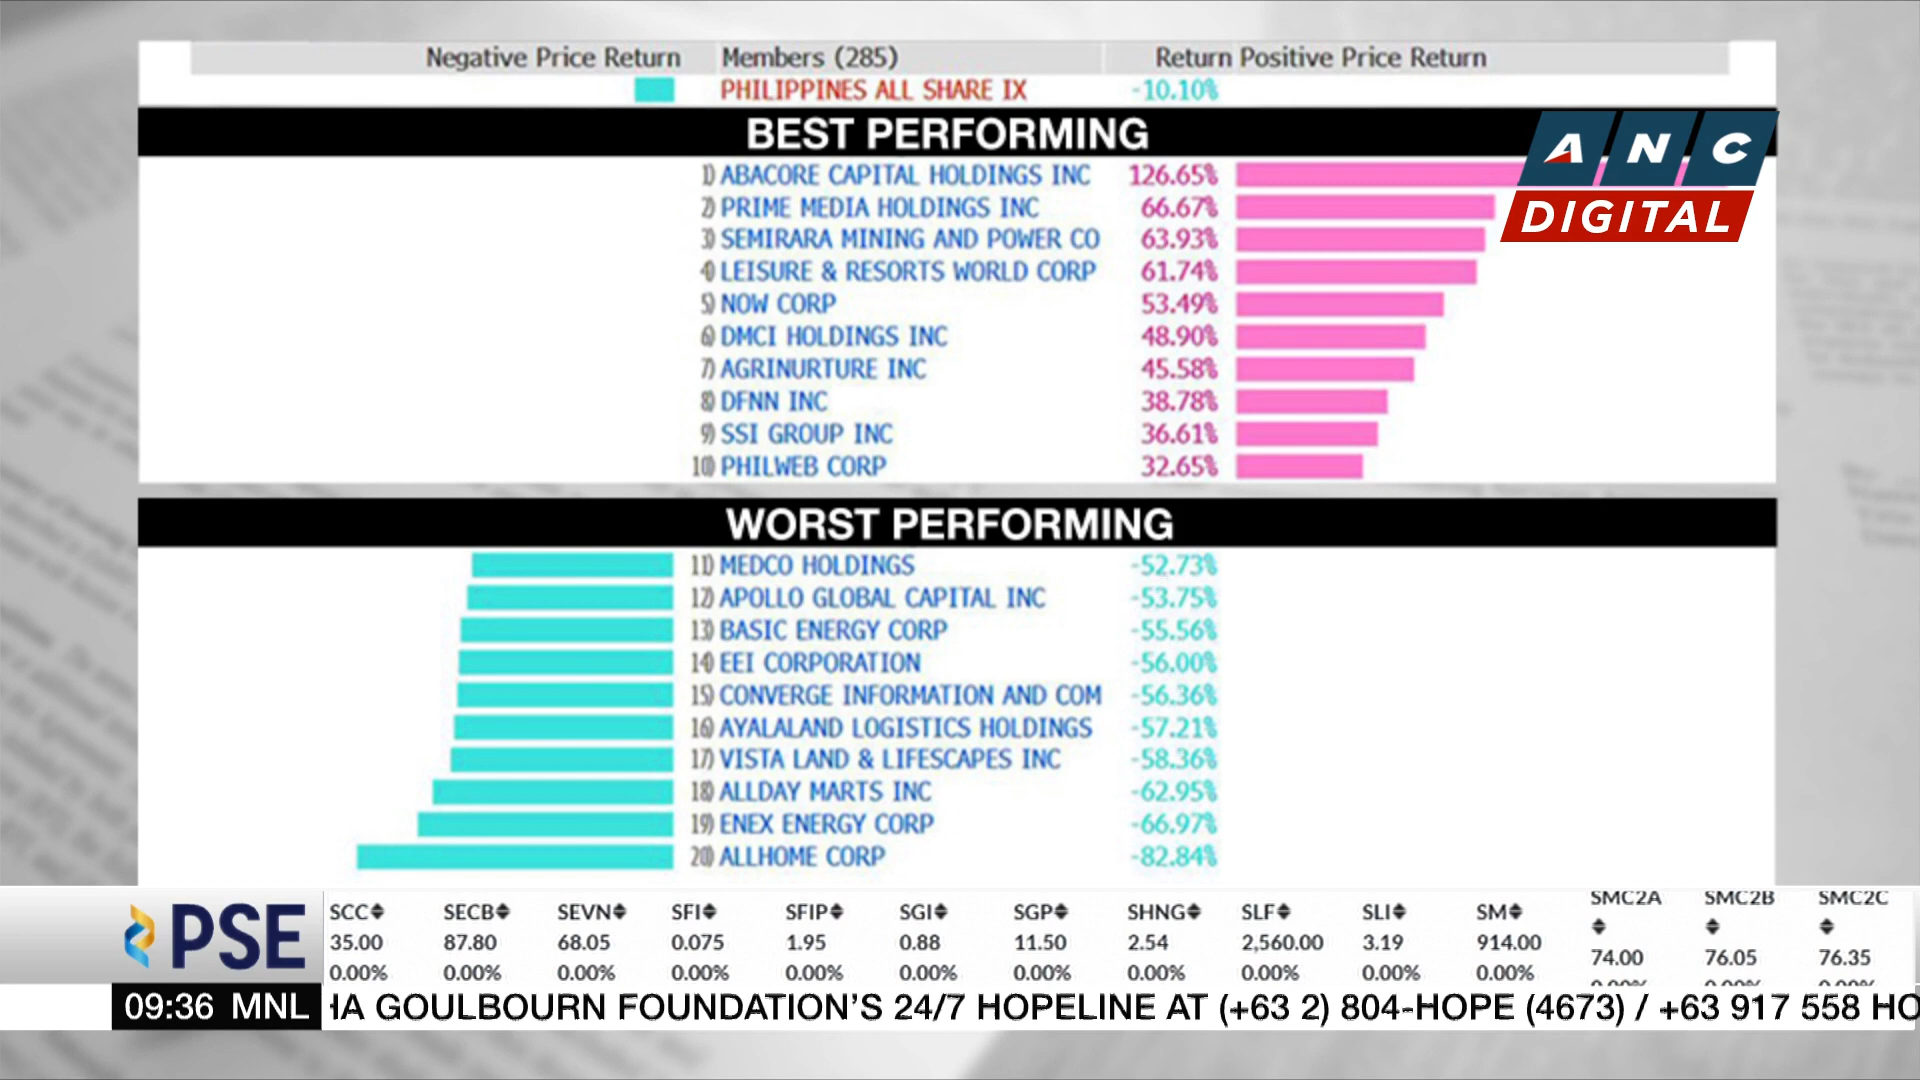 Negative Price Return Members (285) Return Positive Price Return
PHILIPPINES ALL SHARE IX -10.10%
BEST PERFORMING
ANC
DIGITAL
1) ABACORE CAPITAL HOLDINGS INC 126.65%
2) PRIME MEDIA HOLDINGS INC 66.67%
3) SEMIRARA MINING AND POWER CO 63.93%
4) LEISURE & RESORTS WORLD CORP 61.74%
5) NOW CORP 53.49%
6) DMCI HOLDINGS INC 48.90%
7) AGRINURTURE INC 45.58%
8) DFNN INC 38.78%
9) SSI GROUP INC 36.61%
10) PHILWEB CORP 32.65%
WORST PERFORMING
11) MEDCO HOLDINGS -52.73%
12) APOLLO GLOBAL CAPITAL INC -53.75%
13) BASIC ENERGY CORP -55.56%
14) EEI CORPORATION -56.00%
15) CONVERGE INFORMATION AND COM -56.36%
16) AYALALAND LOGISTICS HOLDINGS -57.21%
17) VISTA LAND & LIFESCAPES INC -58.36%
18) ALLDAY MARTS INC -62.95%
19) ENEX ENERGY CORP -66.97%
20) ALLHOME CORP -82.84%
PSE
SCC SECB SEVN SFI SFIP SGI SGP SHNG SLF SLI SM SMC2A SMC2B SMC2C
35.00 87.80 68.05 0.075 1.95 0.88 11.50 2.54 2,560.00 3.19 914.00 74.00 76.05 76.35
0.00% 0.00% 0.00% 0.00% 0.00% 0.00% 0.00% 0.00% 0.00% 0.00% 0.00%
09:36 MNL
GOULBOURN FOUNDATION'S 24/7 HOPELINE AT (+63 2) 804-HOPE (4673) / +63 917 558 HO